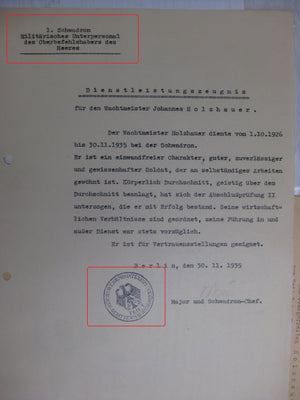 1. Schwadron
Militärisches Unterpersonal
des Oberbefehlshabers des
Heeres
Dienstleistungszeugnis
für den Wachtmeister Johannes Holzhauer.
Der Wachtmeister Holzhauer diente vom 1.10.1926
bis 30.11.1935 bei der Schwadron.
Er ist ein einwandfreier Charakter, guter, zuverlässiger
und gewissenhafter Soldat, der an selbständiges Arbeiten
gewöhnt ist. Körperlich Durchschnitt, geistig über dem
Durchschnitt beanlagt, hat sich der Abschlußprüfung II
unterzogen, die er mit Erfolg bestand. Seine wirtschaft-
lichen Verhältnisse sind geordnet, seine Führung in und
außer Dienst war stets vorzüglich.
Er ist für Vertrauensstellungen geeignet.
Berlin, den 30. 11. 1935
Major und Schwadron-Chef.